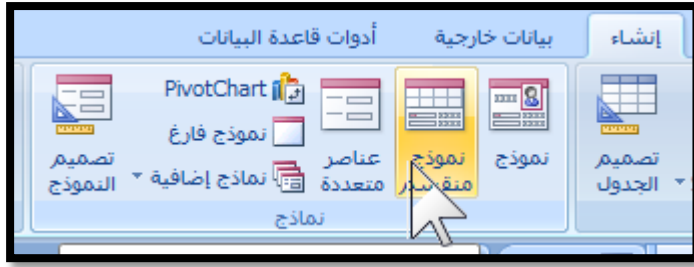 إنشاء
بيانات خارجية
أدوات قاعدة البيانات
تصميم
الجدول
نموذج
نموذج
منقسم
عناصر
متعددة
PivotChart
نموذج فارغ
نماذج إضافية
تصميم
النموذج
نماذج